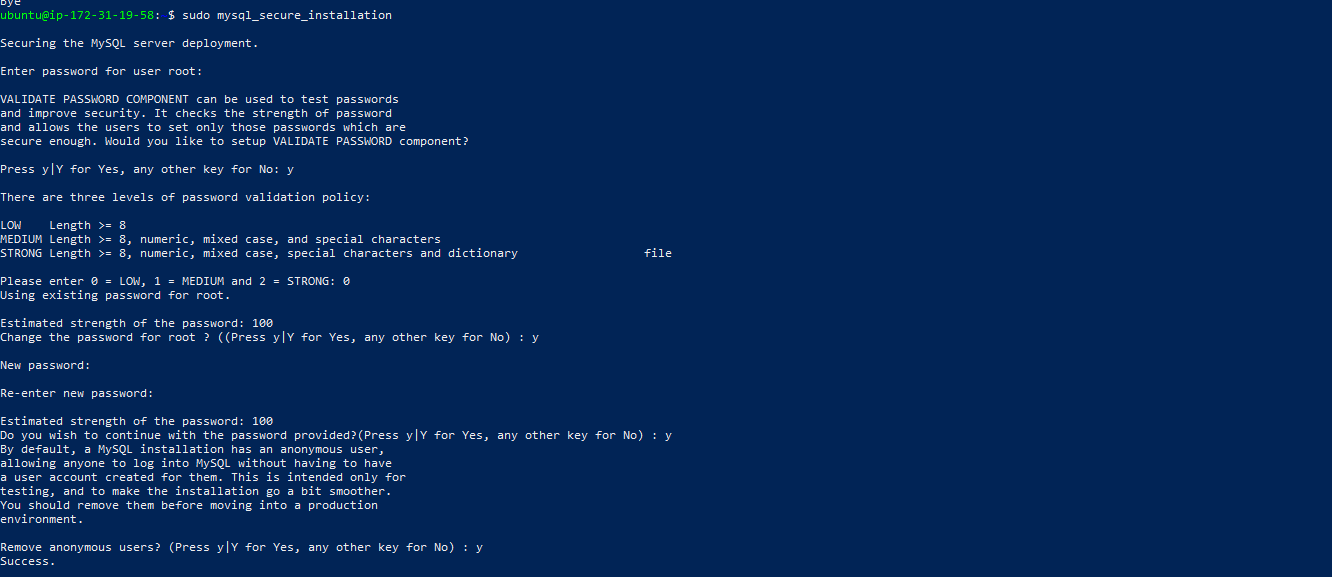 Bye
ubuntu@ip-172-31-19-58: $ sudo mysql_secure_installation
Securing the MySQL server deployment.
Enter password for user root:
VALIDATE PASSWORD COMPONENT can be used to test passwords
and improve security. It checks the strength of password
and allows the users to set only those passwords which are
secure enough. Would you like to setup VALIDATE PASSWORD component?
Press y|Y for Yes, any other key for No: y
There are three levels of password validation policy:
LOW    Length >= 8
MEDIUM Length >= 8, numeric, mixed case, and special characters
STRONG Length >= 8, numeric, mixed case, special characters and dictionary                  file
Please enter 0 = LOW, 1 = MEDIUM and 2 = STRONG: 0
Using existing password for root.
Estimated strength of the password: 100
Change the password for root ? ((Press y|Y for Yes, any other key for No) : y
New password:
Re-enter new password:
Estimated strength of the password: 100
Do you wish to continue with the password provided?(Press y|Y for Yes, any other key for No) : y
By default, a MySQL installation has an anonymous user,
allowing anyone to log into MySQL without having to have
a user account created for them. This is intended only for
testing, and to make the installation go a bit smoother.
You should remove them before moving into a production
environment.
Remove anonymous users? (Press y|Y for Yes, any other key for No) : y
Success.